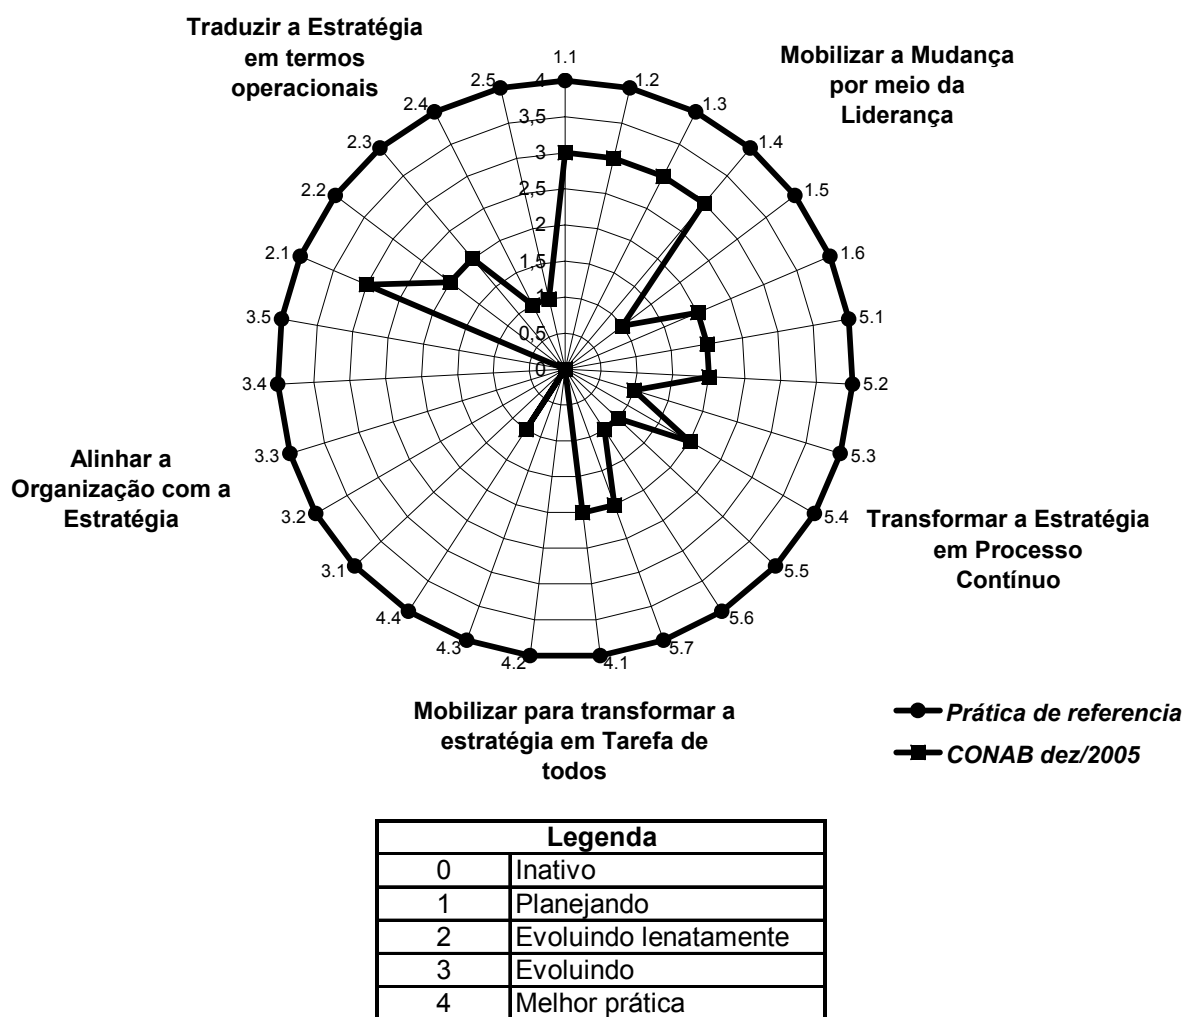 Traduzir a Estratégia
em termos
operacionais
Mobilizar a Mudança
por meio da
Liderança
1.1
1.2
1.3
1.4
1.5
1.6
5.1
5.2
5.3
5.4
5.5
5.6
5.7
4.1
4.2
4.3
4.4
3.1
3.2
3.3
3.4
3.5
2.1
2.2
2.3
2.4
2.5
4
3,5
3
2,5
2
1,5
1
0,5
0
Alinhar a
Organização com a
Estratégia
Transformar a Estratégia
em Processo
Contínuo
Mobilizar para transformar a
estratégia em Tarefa de
todos
Prática de referencia
CONAB dez/2005
Legenda
0 Inativo
1 Planejando
2 Evoluindo lenatamente
3 Evoluindo
4 Melhor prática